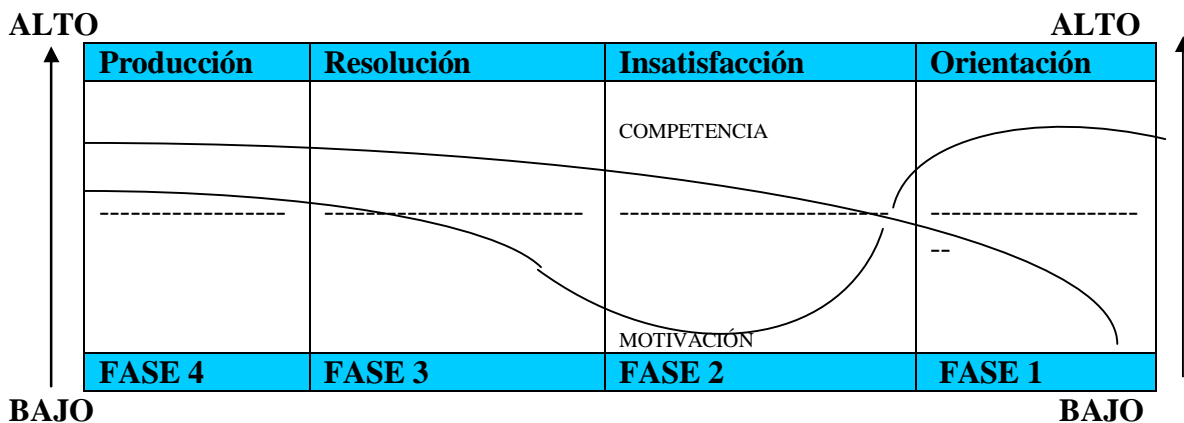 ALTO ALTO
Producción Resolución Insatisfacción Orientación
COMPETENCIA
MOTIVACIÓN
FASE 4 FASE 3 FASE 2 FASE 1
BAJO BAJO